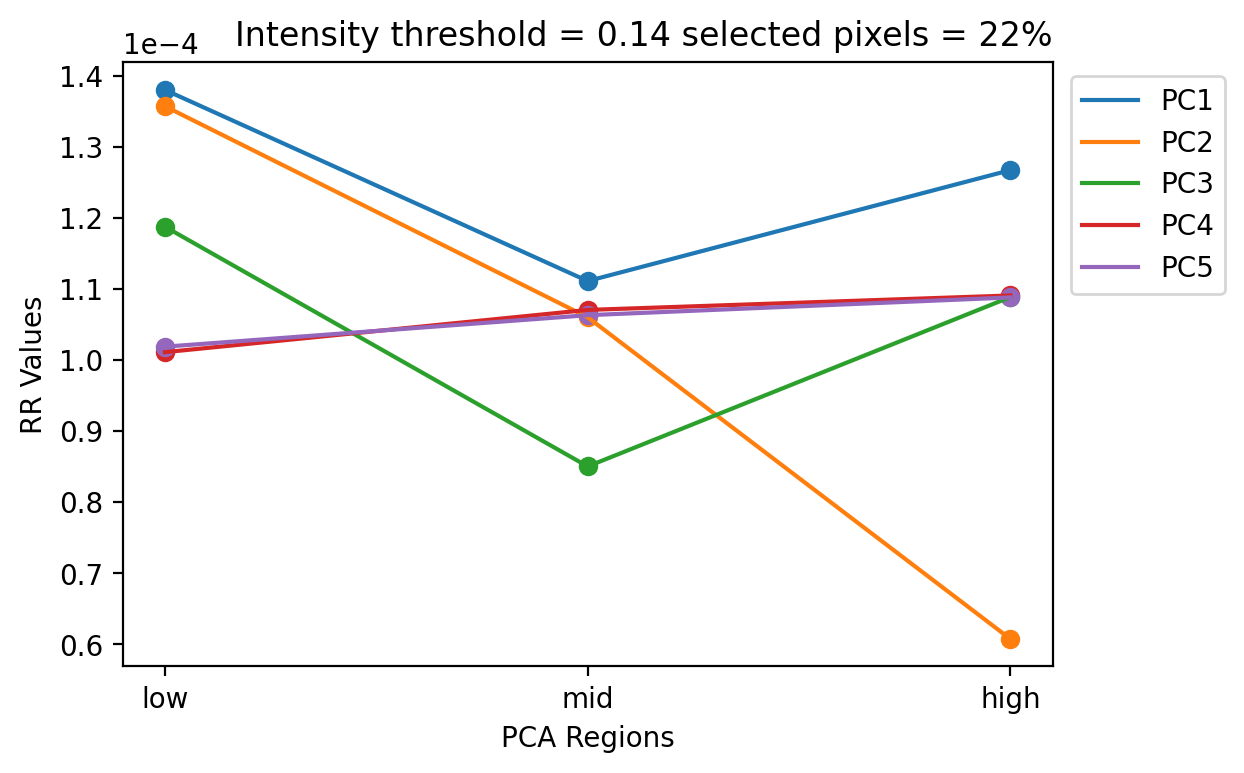 Intensity threshold = 0.14 selected pixels = 22%
1e−4
1.4
1.3
1.2
1.1
1.0
0.9
0.8
0.7
0.6
RR Values
low
mid
high
PCA Regions
PC1
PC2
PC3
PC4
PC5